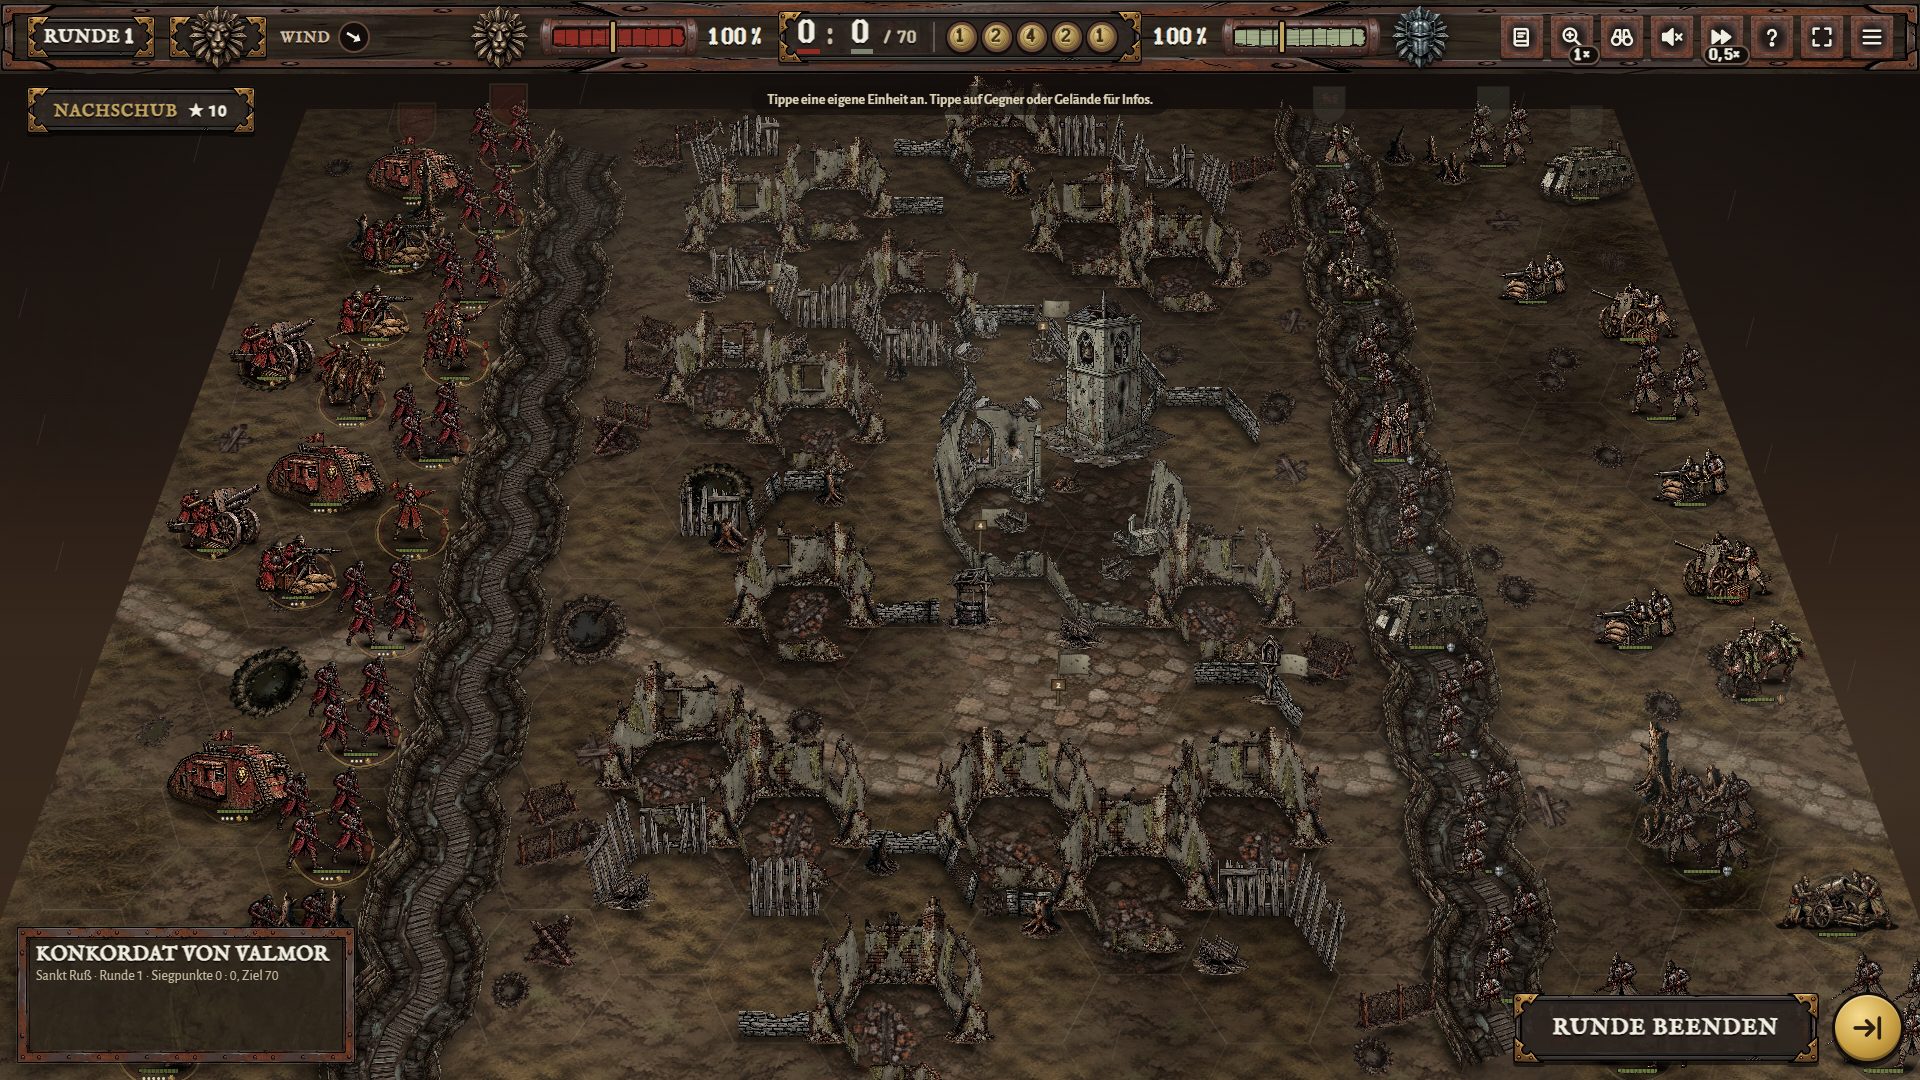 RUNDE 1
WIND
100 %
0 : 0 / 70
1 2 4 2 1
100 %
1×
0,5×
?
NACHSCHUB ★ 10
Tippe eine eigene Einheit an. Tippe auf Gegner oder Gelände für Infos.
KONKORDAT VON VALMOR
Sankt Ruß · Runde 1 · Siegpunkte 0 : 0, Ziel 70
RUNDE BEENDEN